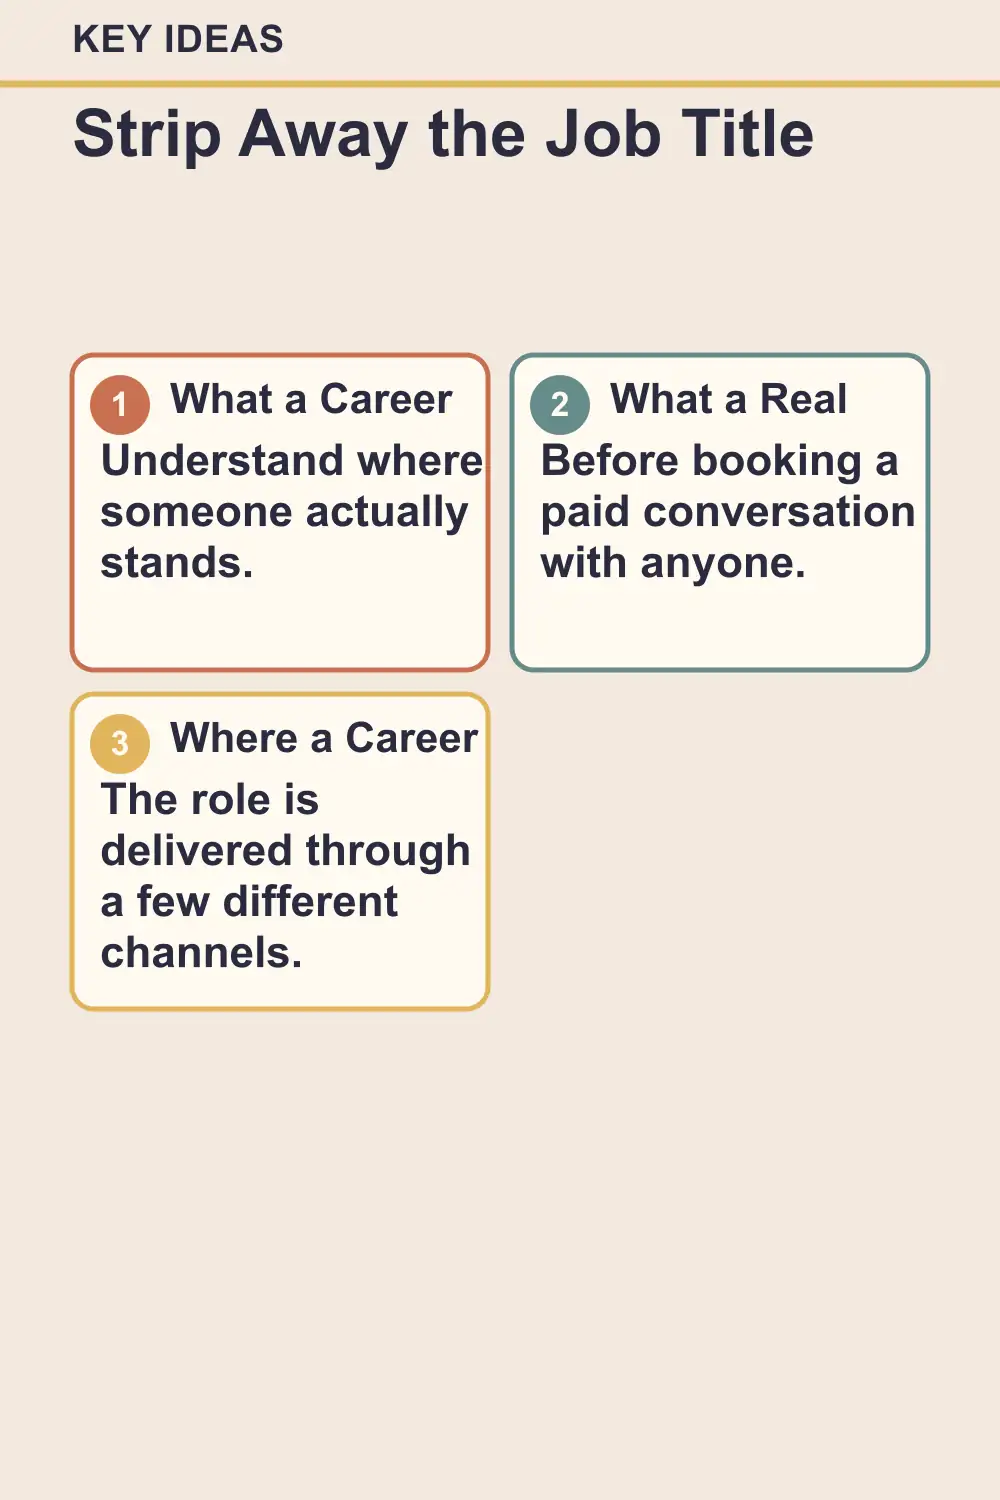 KEY IDEAS
Strip Away the Job Title
1 What a Career
Understand where
someone actually
stands.
2 What a Real
Before booking a
paid conversation
with anyone.
3 Where a Career
The role is
delivered through
a few different
channels.